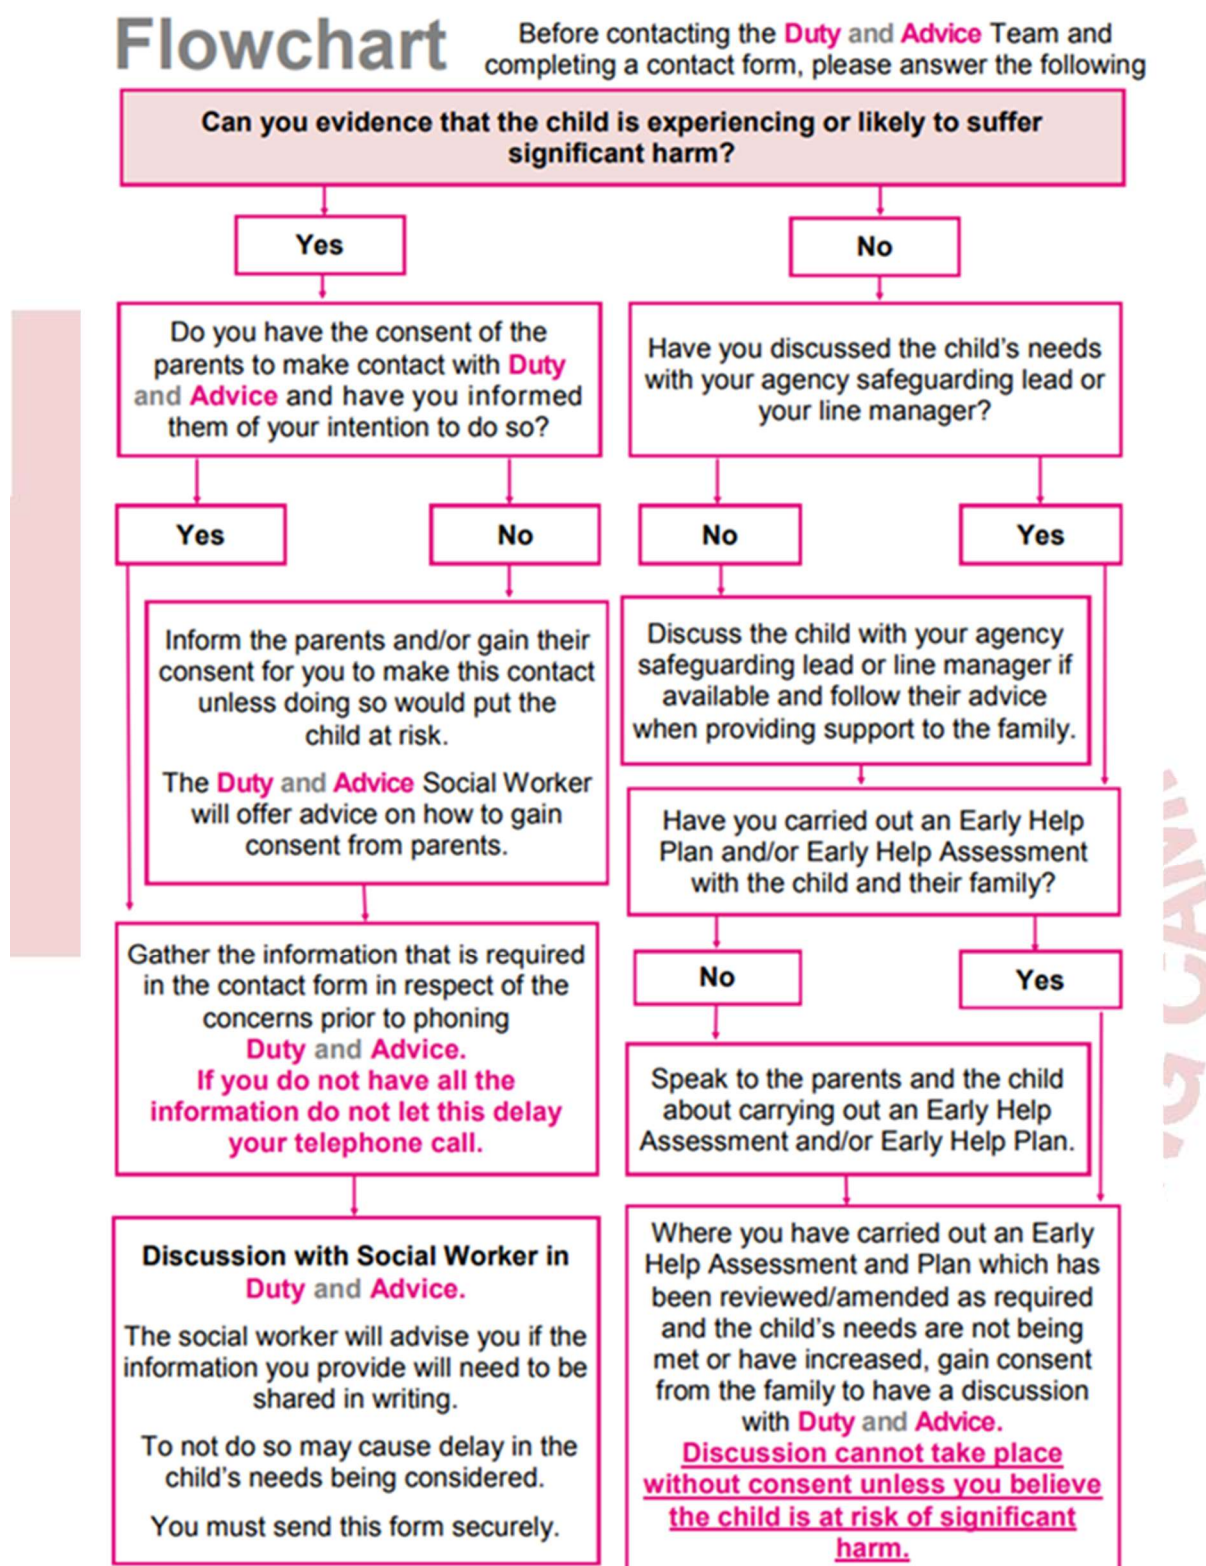 Flowchart
Before contacting the Duty and Advice Team and
completing a contact form, please answer the following
Can you evidence that the child is experiencing or likely to suffer
significant harm?
Yes
No
Do you have the consent of the
parents to make contact with Duty
and Advice and have you informed
them of your intention to do so?
Have you discussed the child's needs
with your agency safeguarding lead or
your line manager?
Yes
No
No
Yes
Inform the parents and/or gain their
consent for you to make this contact
unless doing so would put the
child at risk.
The Duty and Advice Social Worker
will offer advice on how to gain
consent from parents.
Discuss the child with your agency
safeguarding lead or line manager if
available and follow their advice
when providing support to the family.
Have you carried out an Early Help
Plan and/or Early Help Assessment
with the child and their family?
Gather the information that is required
in the contact form in respect of the
concerns prior to phoning
Duty and Advice.
If you do not have all the
information do not let this delay
your telephone call.
No
Yes
Speak to the parents and the child
about carrying out an Early Help
Assessment and/or Early Help Plan.
Discussion with Social Worker in
Duty and Advice.
The social worker will advise you if the
information you provide will need to be
shared in writing.
To not do so may cause delay in the
child's needs being considered.
You must send this form securely.
Where you have carried out an Early
Help Assessment and Plan which has
been reviewed/amended as required
and the child's needs are not being
met or have increased, gain consent
from the family to have a discussion
with Duty and Advice.
Discussion cannot take place
without consent unless you believe
the child is at risk of significant
harm.